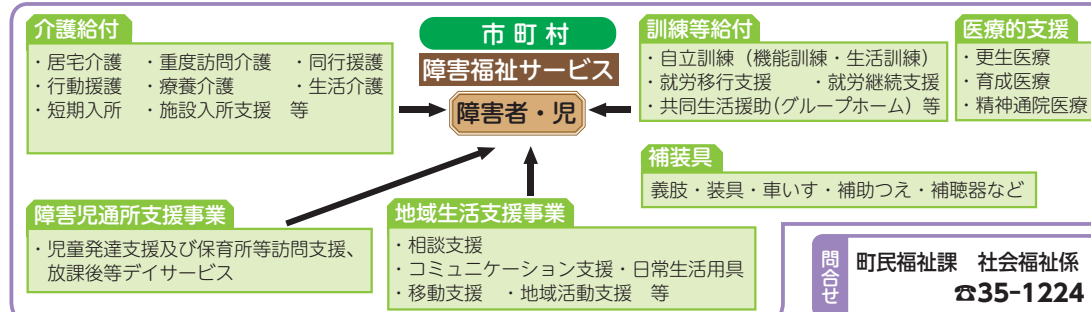 市町村
障害福祉サービス
障害者・児
介護給付
・居宅介護 ・重度訪問介護 ・同行援護
・行動援護 ・療養介護 ・生活介護
・短期入所 ・施設入所支援 等
訓練等給付
・自立訓練（機能訓練・生活訓練）
・就労移行支援 ・就労継続支援
・共同生活援助(グループホーム) 等
医療的支援
・更生医療
・育成医療
・精神通院医療
補装具
義肢・装具・車いす・補助つえ・補聴器など
障害児通所支援事業
・児童発達支援及び保育所等訪問支援、
放課後等デイサービス
地域生活支援事業
・相談支援
・コミュニケーション支援・日常生活用具
・移動支援 ・地域活動支援 等
問合せ
町民福祉課 社会福祉係
☎35-1224